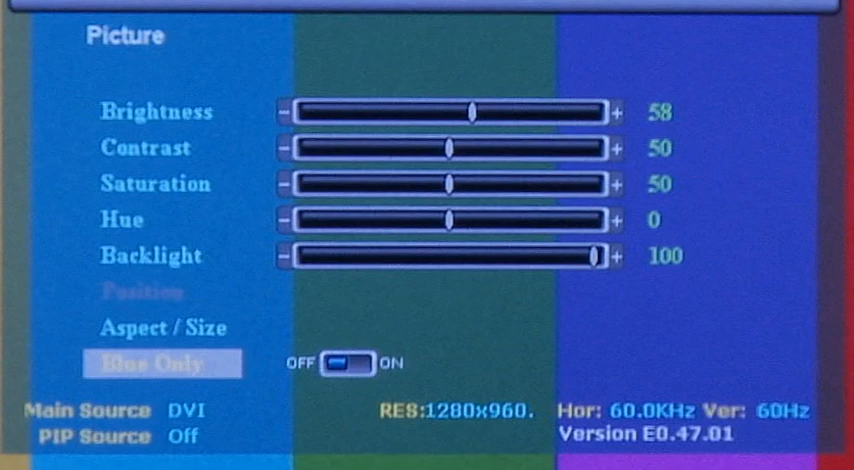 Picture
Brightness − + 58
Contrast − + 50
Saturation − + 50
Hue − + 0
Backlight − + 100
Position
Aspect / Size
Blue Only OFF ON
Main Source DVI RES:1280x960. Hor: 60.0KHz Ver: 60Hz
PIP Source Off Version E0.47.01